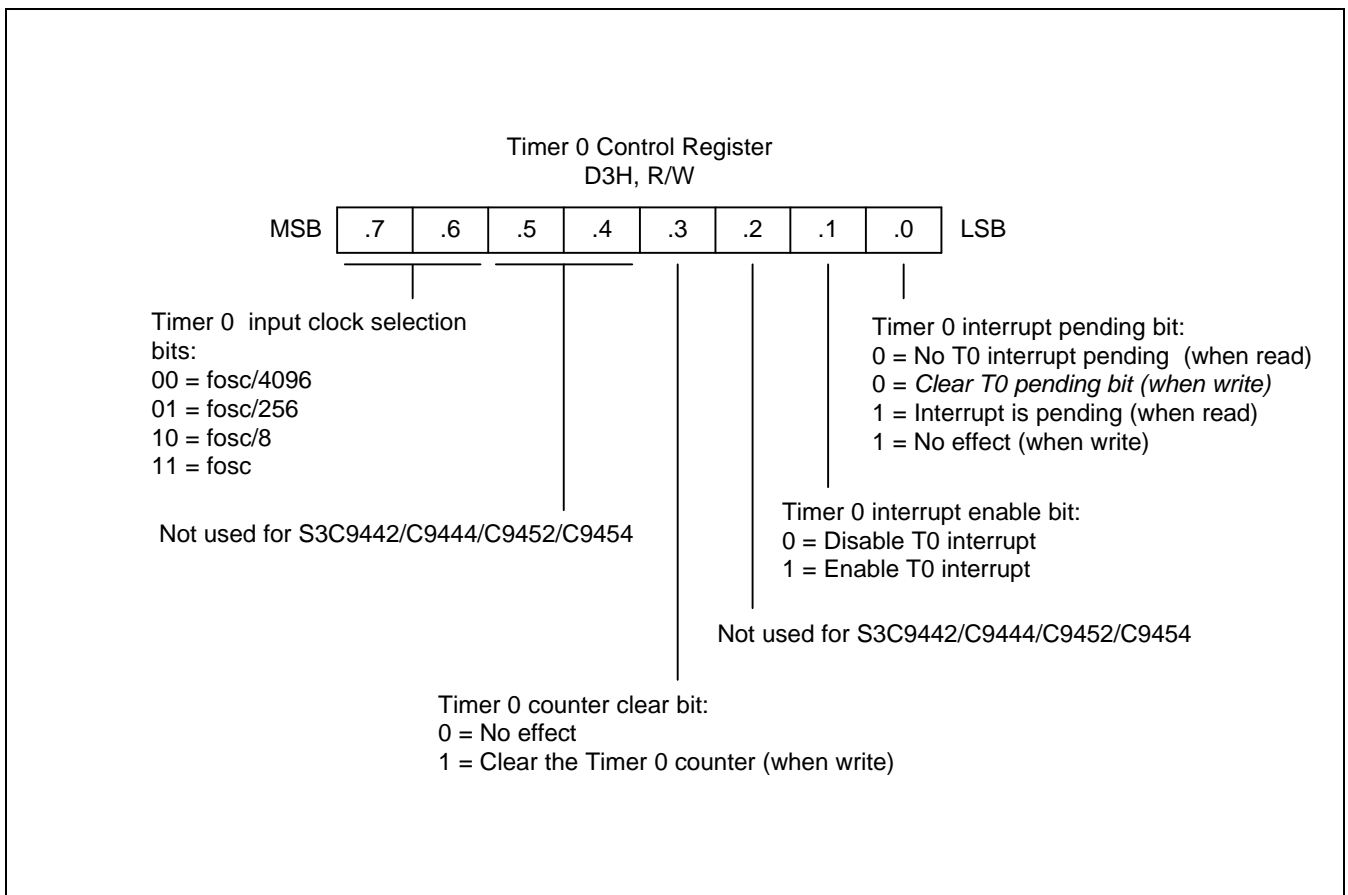 Timer 0 Control Register
D3H, R/W
MSB .7 .6 .5 .4 .3 .2 .1 .0 LSB
Timer 0 input clock selection
bits:
00 = fosc/4096
01 = fosc/256
10 = fosc/8
11 = fosc
Timer 0 interrupt pending bit:
0 = No T0 interrupt pending (when read)
0 = Clear T0 pending bit (when write)
1 = Interrupt is pending (when read)
1 = No effect (when write)
Not used for S3C9442/C9444/C9452/C9454
Timer 0 interrupt enable bit:
0 = Disable T0 interrupt
1 = Enable T0 interrupt
Not used for S3C9442/C9444/C9452/C9454
Timer 0 counter clear bit:
0 = No effect
1 = Clear the Timer 0 counter (when write)